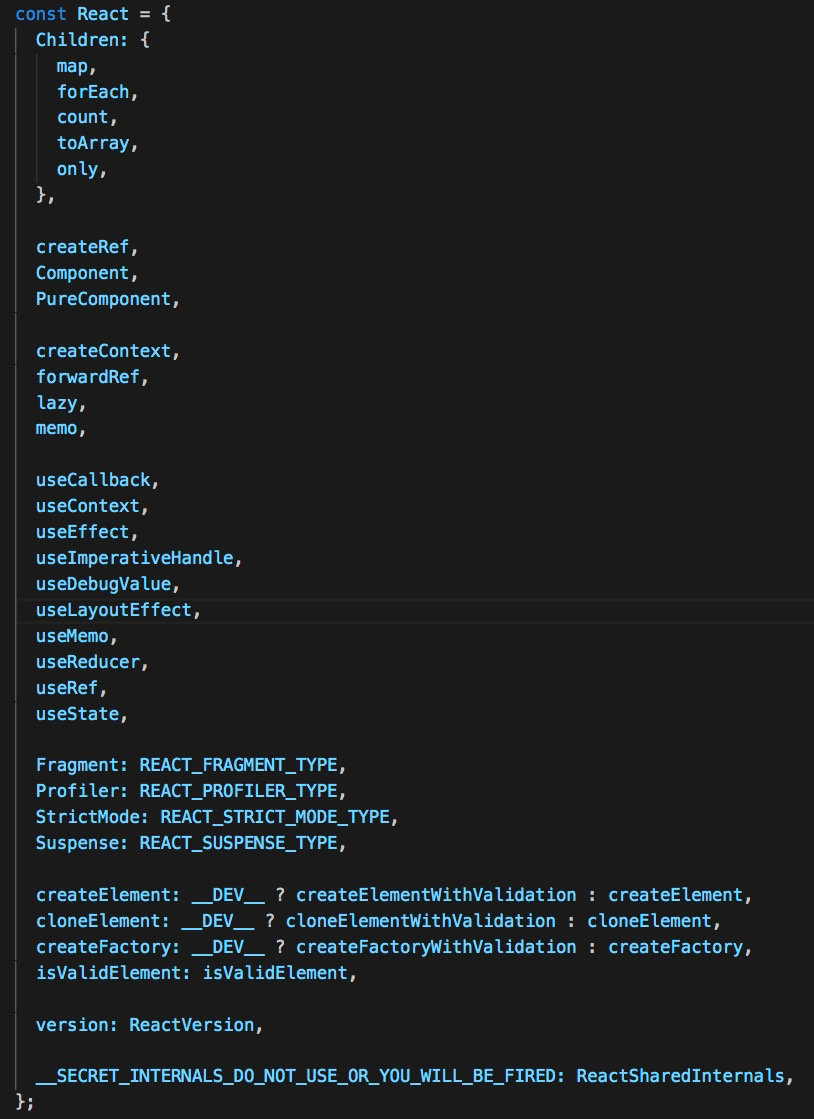 const React = {
  Children: {
    map,
    forEach,
    count,
    toArray,
    only,
  },

  createRef,
  Component,
  PureComponent,

  createContext,
  forwardRef,
  lazy,
  memo,

  useCallback,
  useContext,
  useEffect,
  useImperativeHandle,
  useDebugValue,
  useLayoutEffect,
  useMemo,
  useReducer,
  useRef,
  useState,

  Fragment: REACT_FRAGMENT_TYPE,
  Profiler: REACT_PROFILER_TYPE,
  StrictMode: REACT_STRICT_MODE_TYPE,
  Suspense: REACT_SUSPENSE_TYPE,

  createElement: __DEV__ ? createElementWithValidation : createElement,
  cloneElement: __DEV__ ? cloneElementWithValidation : cloneElement,
  createFactory: __DEV__ ? createFactoryWithValidation : createFactory,
  isValidElement: isValidElement,

  version: ReactVersion,

  __SECRET_INTERNALS_DO_NOT_USE_OR_YOU_WILL_BE_FIRED: ReactSharedInternals,
};